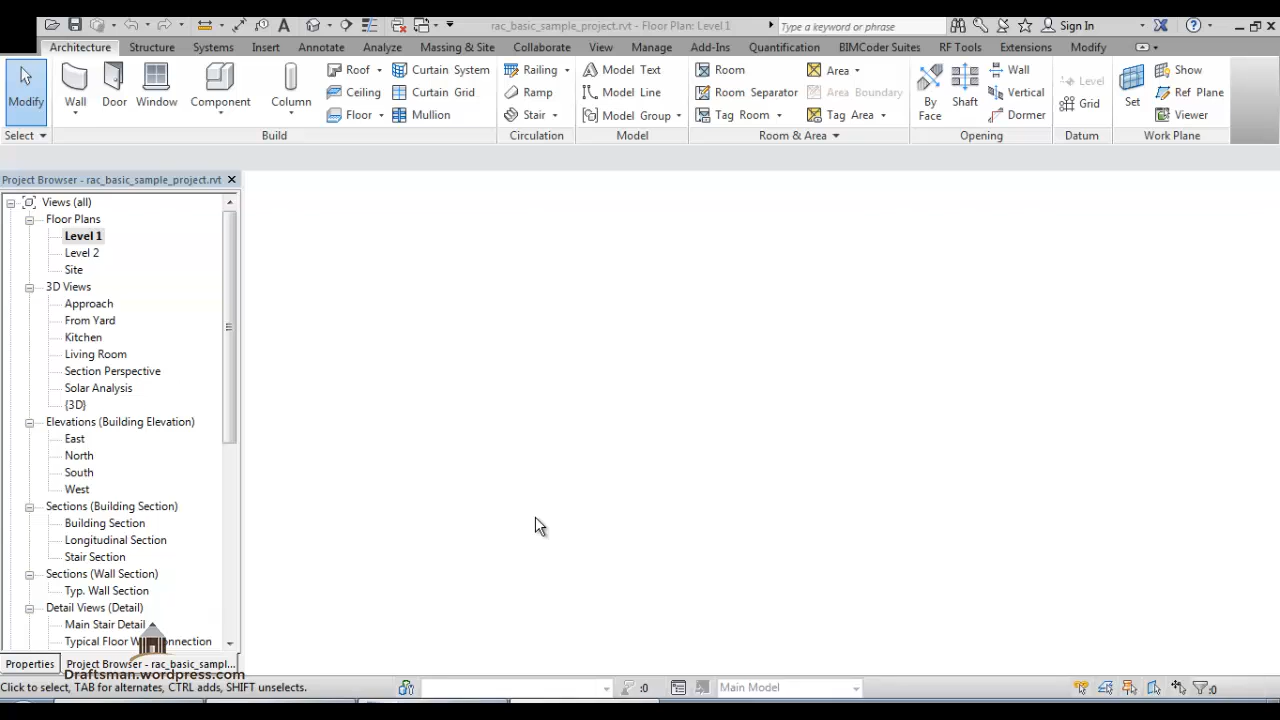 rac_basic_sample_project.rvt - Floor Plan: Level 1
Type a keyword or phrase
Sign In
Architecture Structure Systems Insert Annotate Analyze Massing & Site Collaborate View Manage Add-Ins Quantification BIMCoder Suites RF Tools Extensions Modify
Modify
Wall
Door
Window
Component
Column
Roof
Ceiling
Floor
Curtain System
Curtain Grid
Mullion
Railing
Ramp
Stair
Model Text
Model Line
Model Group
Room
Room Separator
Tag Room
Area
Area Boundary
Tag Area
By
Face
Shaft
Wall
Vertical
Dormer
Level
Grid
Set
Show
Ref Plane
Viewer
Select Build Circulation Model Room & Area Opening Datum Work Plane
Project Browser - rac_basic_sample_project.rvt
Views (all)
Floor Plans
Level 1
Level 2
Site
3D Views
Approach
From Yard
Kitchen
Living Room
Section Perspective
Solar Analysis
{3D}
Elevations (Building Elevation)
East
North
South
West
Sections (Building Section)
Building Section
Longitudinal Section
Stair Section
Sections (Wall Section)
Typ. Wall Section
Detail Views (Detail)
Main Stair Detail
Typical Floor
Properties
Project Browser - rac_basic_sampl...
Draftsman.wordpress.com
Click to select, TAB for alternates, CTRL adds, SHIFT unselects.
:0
Main Model
:0